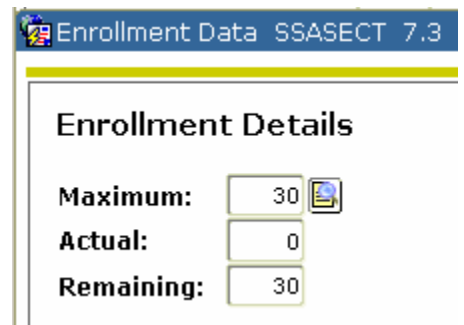 Enrollment Data SSASECT 7.3
Enrollment Details
Maximum: 30
Actual: 0
Remaining: 30